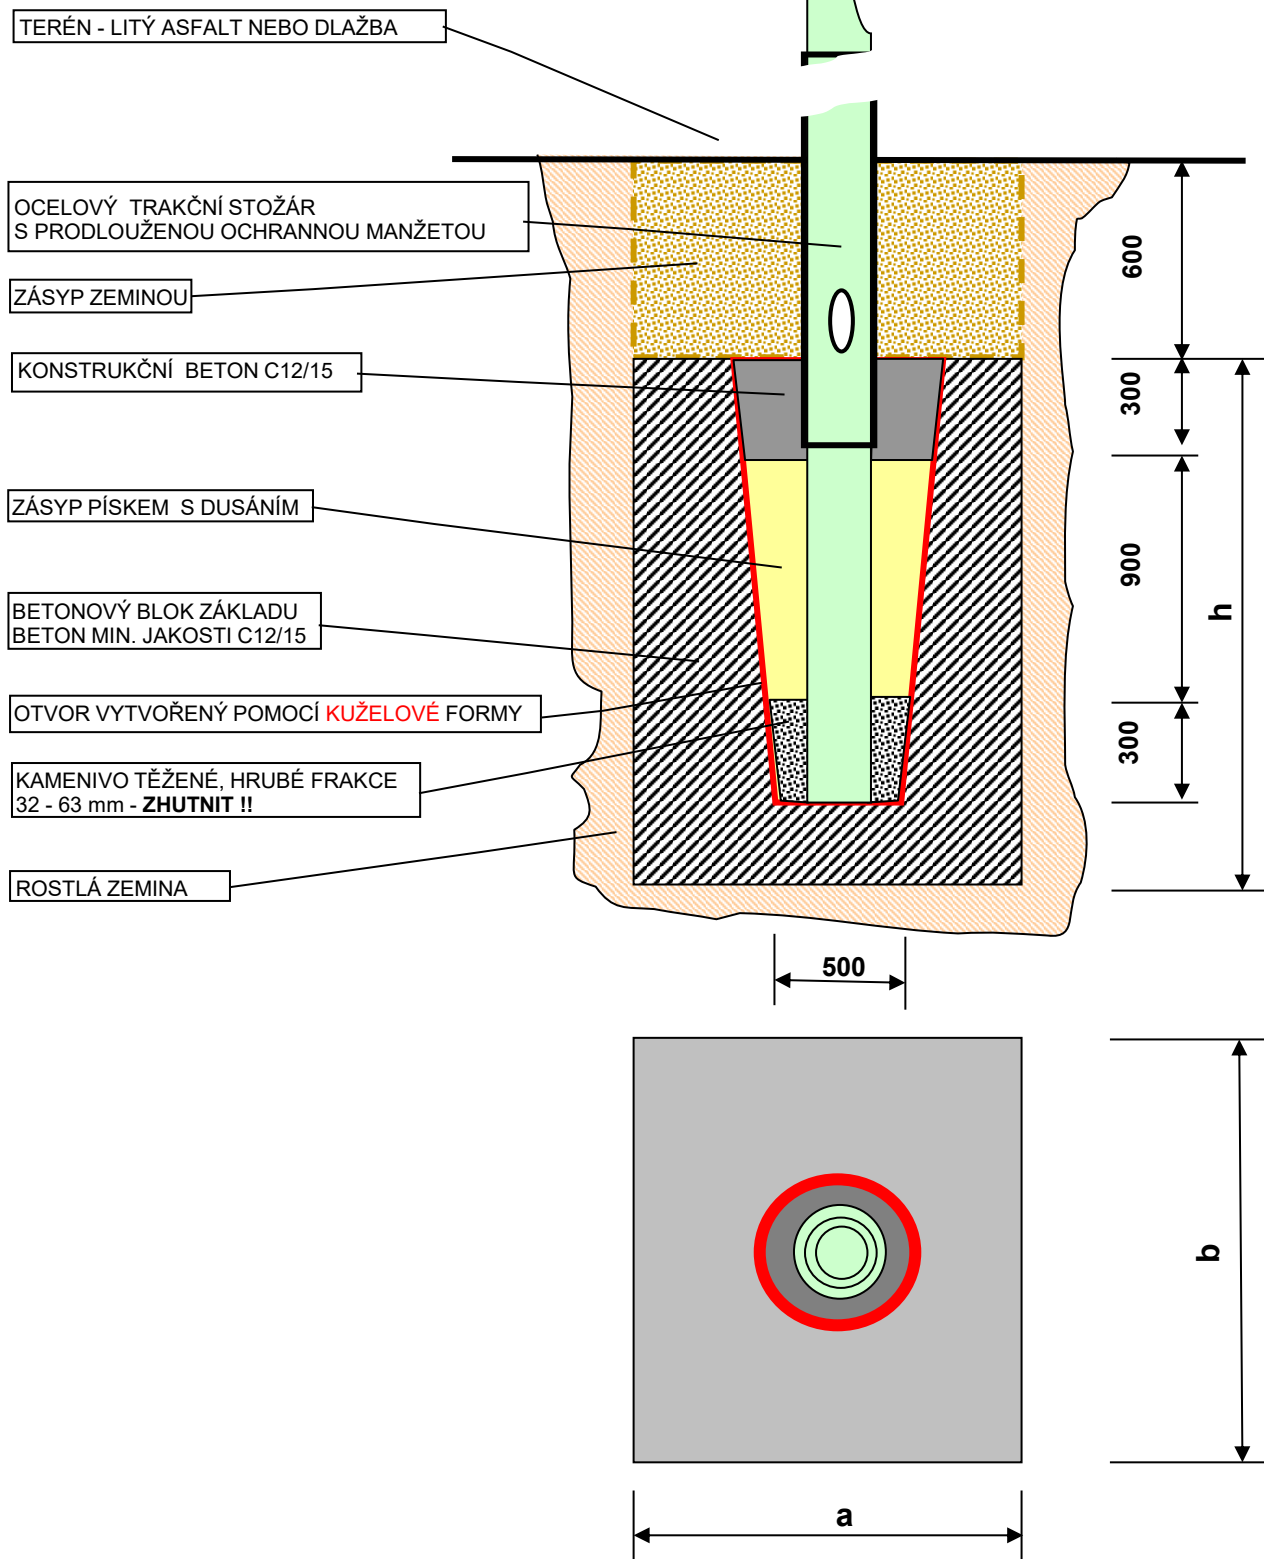 TERÉN - LITÝ ASFALT NEBO DLAŽBA
OCELOVÝ TRAKČNÍ STOŽÁR
S PRODLOUŽENOU OCHRANNOU MANŽETOU
ZÁSYP ZEMINOU
KONSTRUKČNÍ BETON C12/15
ZÁSYP PÍSKEM S DUSÁNÍM
BETONOVÝ BLOK ZÁKLADU
BETON MIN. JAKOSTI C12/15
OTVOR VYTVOŘENÝ POMOCÍ KUŽELOVÉ FORMY
KAMENIVO TĚŽENÉ, HRUBÉ FRAKCE
32 - 63 mm - ZHUTNIT !!
ROSTLÁ ZEMINA
600
300
900
h
300
500
b
a